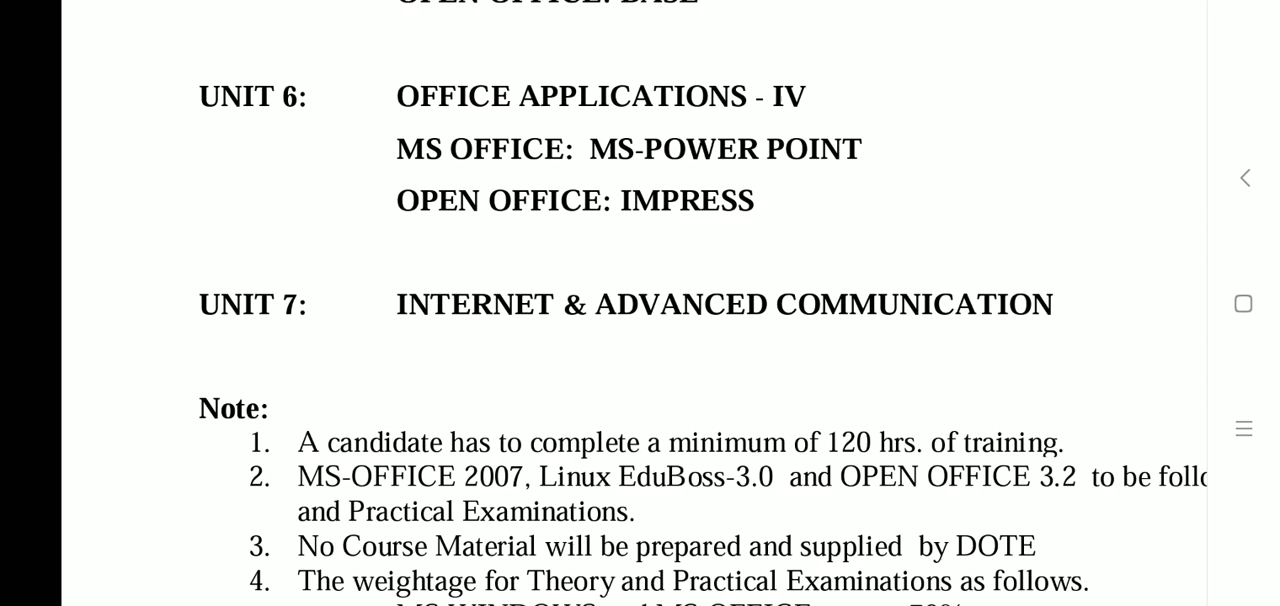 UNIT 6: OFFICE APPLICATIONS - IV
MS OFFICE: MS-POWER POINT
OPEN OFFICE: IMPRESS
UNIT 7: INTERNET & ADVANCED COMMUNICATION
Note:
1. A candidate has to complete a minimum of 120 hrs. of training.
2. MS-OFFICE 2007, Linux EduBoss-3.0 and OPEN OFFICE 3.2 to be
and Practical Examinations.
3. No Course Material will be prepared and supplied by DOTE
4. The weightage for Theory and Practical Examinations as follows.